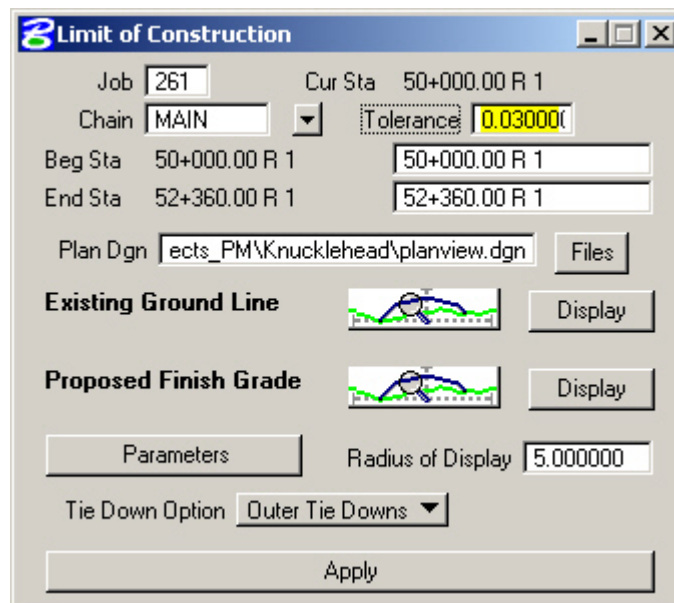 Limit of Construction
Job 261 Cur Sta 50+000.00 R 1
Chain MAIN Tolerance 0.03000
Beg Sta 50+000.00 R 1 50+000.00 R 1
End Sta 52+360.00 R 1 52+360.00 R 1
Plan Dgn ects_PM\Knucklehead\planview.dgn Files
Existing Ground Line Display
Proposed Finish Grade Display
Parameters Radius of Display 5.000000
Tie Down Option Outer Tie Downs
Apply